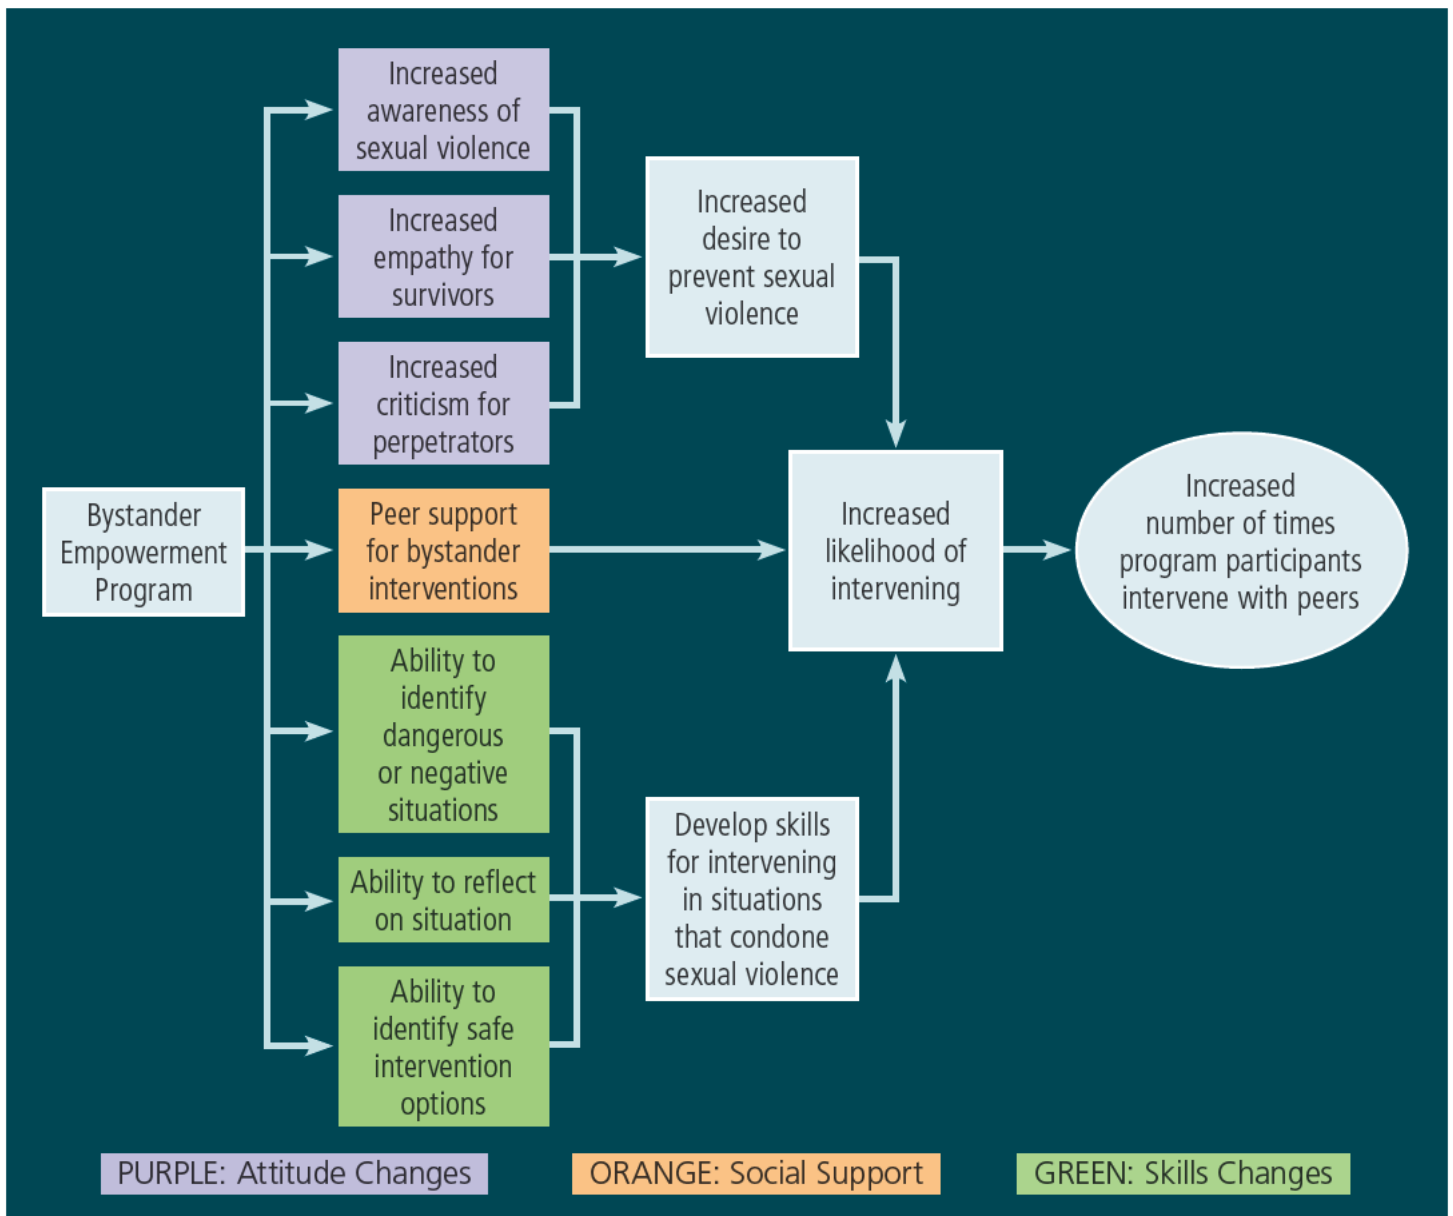 Increased
awareness of
sexual violence
Increased
empathy for
survivors
Increased
criticism for
perpetrators
Increased
desire to
prevent sexual
violence
Bystander
Empowerment
Program
Peer support
for bystander
interventions
Increased
likelihood of
intervening
Increased
number of times
program participants
intervene with peers
Ability to
identify
dangerous
or negative
situations
Ability to reflect
on situation
Ability to
identify safe
intervention
options
Develop skills
for intervening
in situations
that condone
sexual violence
PURPLE: Attitude Changes
ORANGE: Social Support
GREEN: Skills Changes